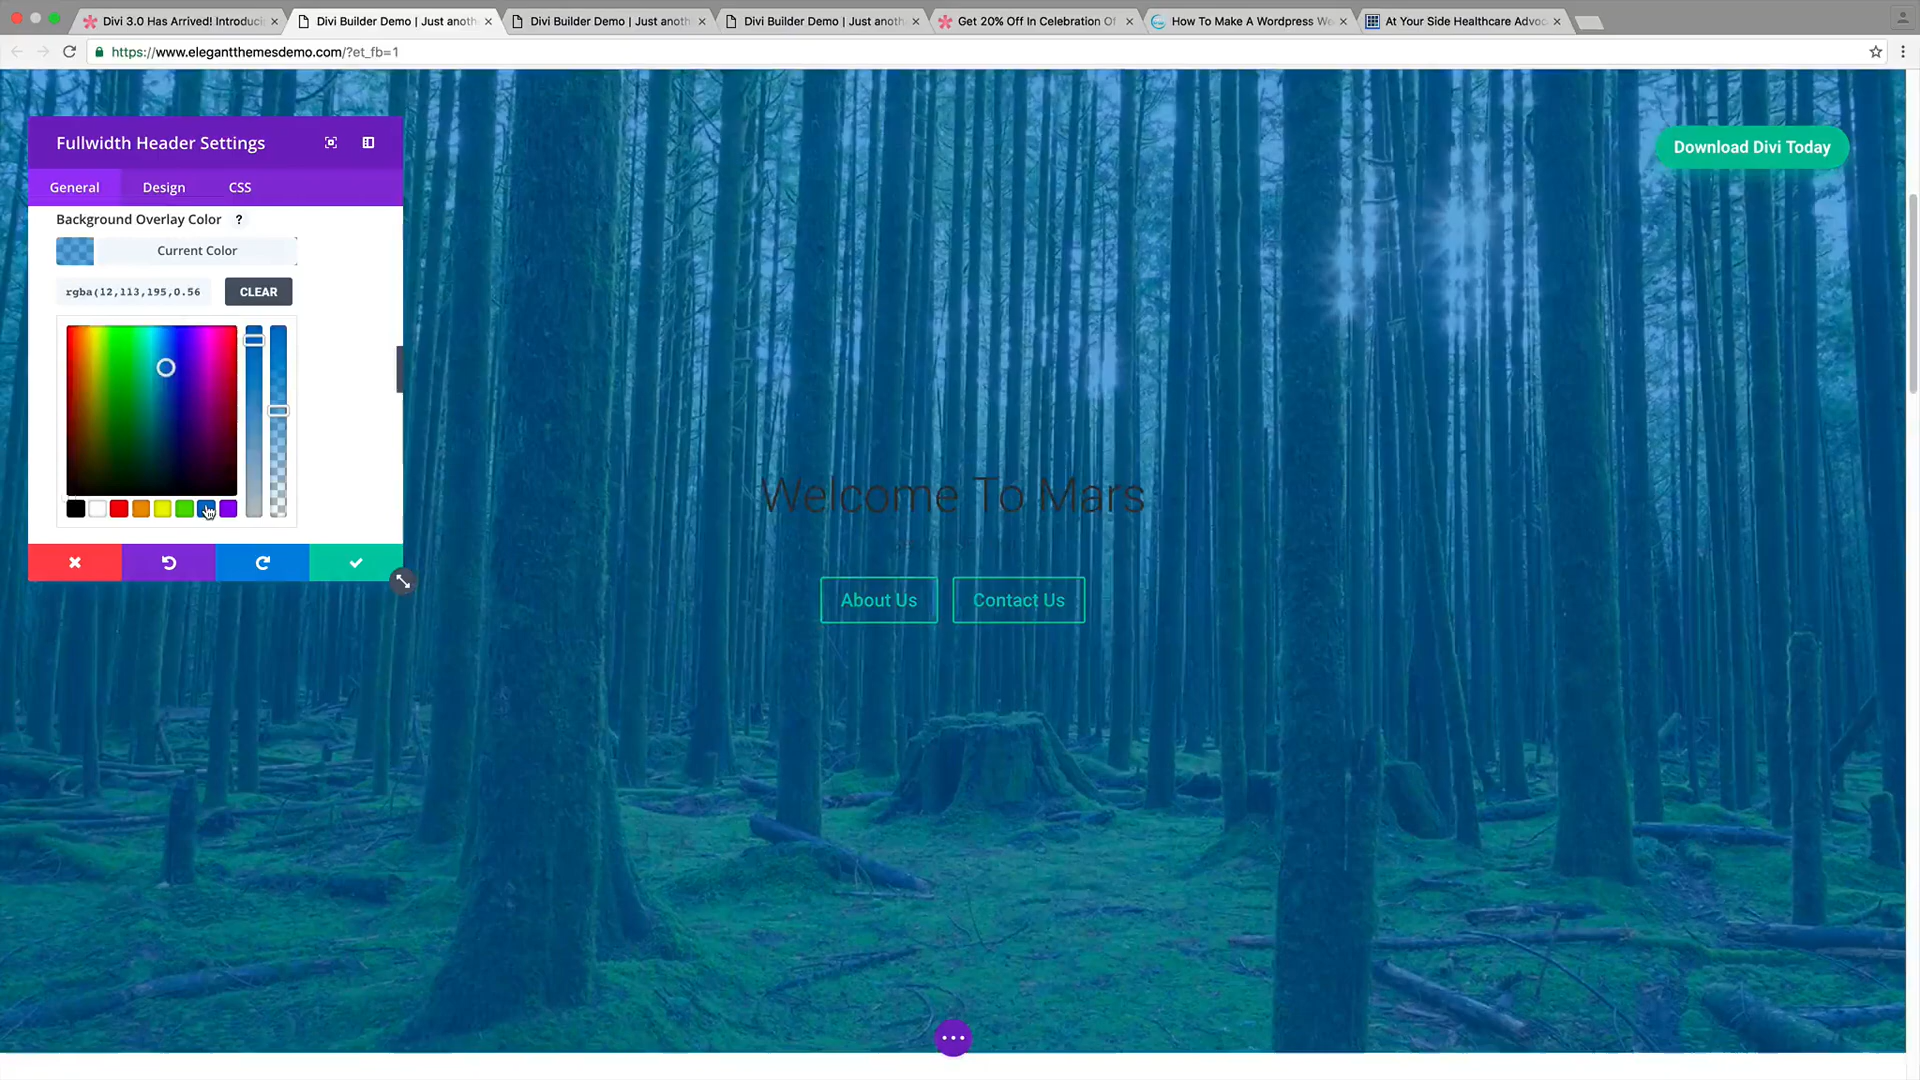 Divi 3.0 Has Arrived! Introduci
Divi Builder Demo | Just anoth
Divi Builder Demo | Just anoth
Divi Builder Demo | Just anoth
Get 20% Off In Celebration Of
How To Make A Wordpress We
At Your Side Healthcare Advoc
https://www.elegantthemesdemo.com/?et_fb=1
Fullwidth Header Settings
General
Design
CSS
Background Overlay Color ?
Current Color
rgba(12,113,195,0.56
CLEAR
Download Divi Today
Welcome To Mars
About Us
Contact Us